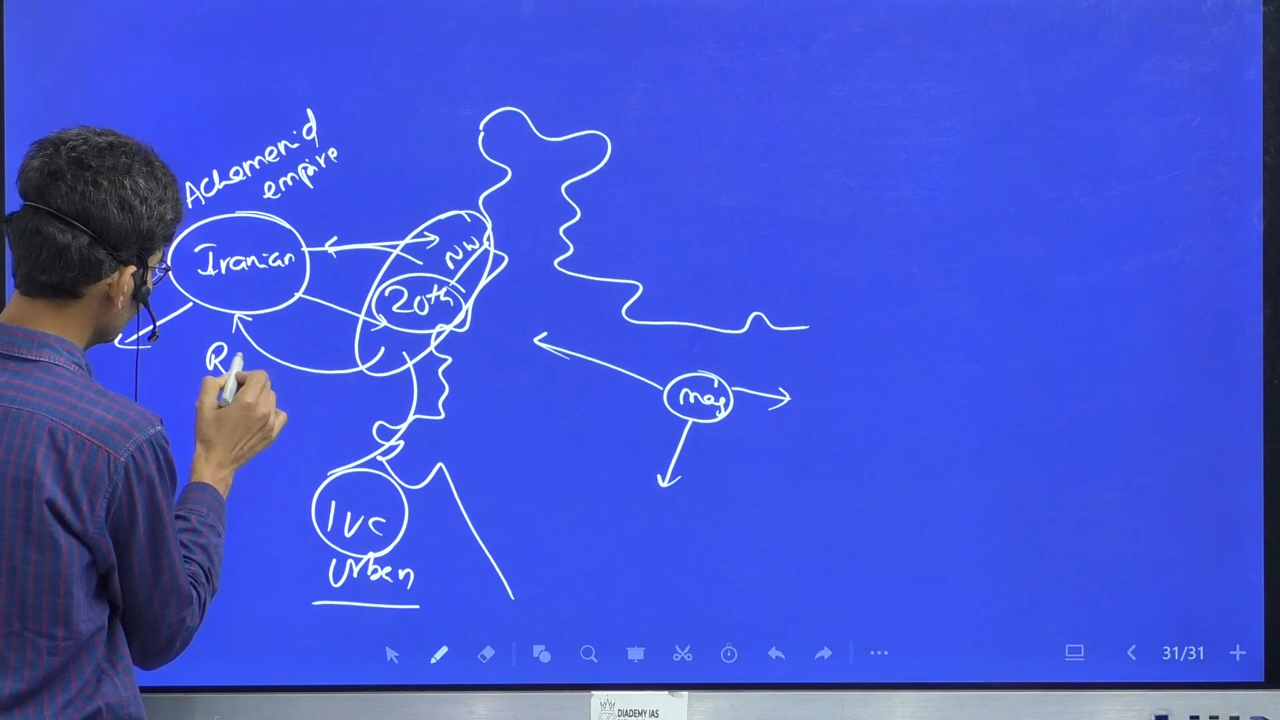 Achemenid
empire
Iranian
NW
20th
R
mag
IVC
Urban
31/31
DIADEMY IAS